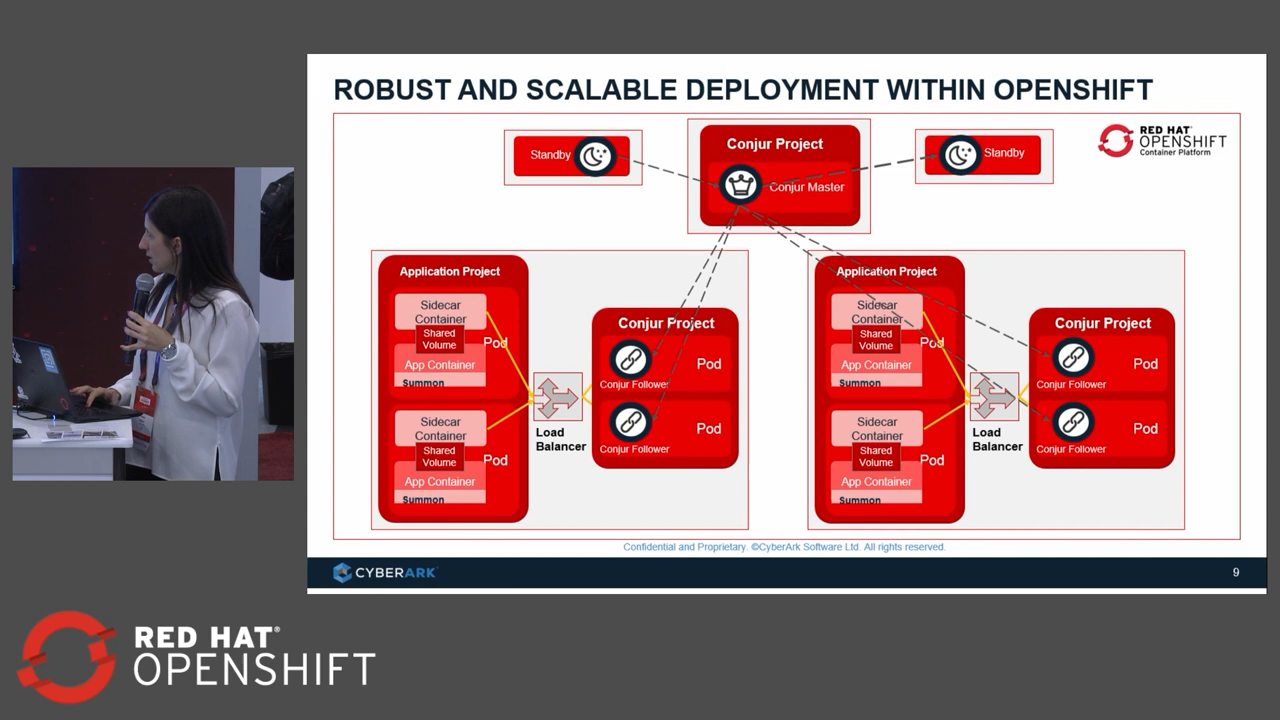 ROBUST AND SCALABLE DEPLOYMENT WITHIN OPENSHIFT
RED HAT®
OPENSHIFT
Container Platform
Standby
Conjur Project
Conjur Master
Standby
Application Project
Sidecar
Container
Shared
Volume
Pod
App Container
Summon
Sidecar
Container
Shared
Volume
Pod
App Container
Summon
Load
Balancer
Conjur Project
Pod
Conjur Follower
Pod
Conjur Follower
Application Project
Sidecar
Container
Shared
Volume
Pod
App Container
Summon
Sidecar
Container
Shared
Volume
Pod
App Container
Summon
Load
Balancer
Conjur Project
Pod
Conjur Follower
Pod
Conjur Follower
Confidential and Proprietary. ©CyberArk Software Ltd. All rights reserved.
CYBERARK
9
RED HAT®
OPENSHIFT